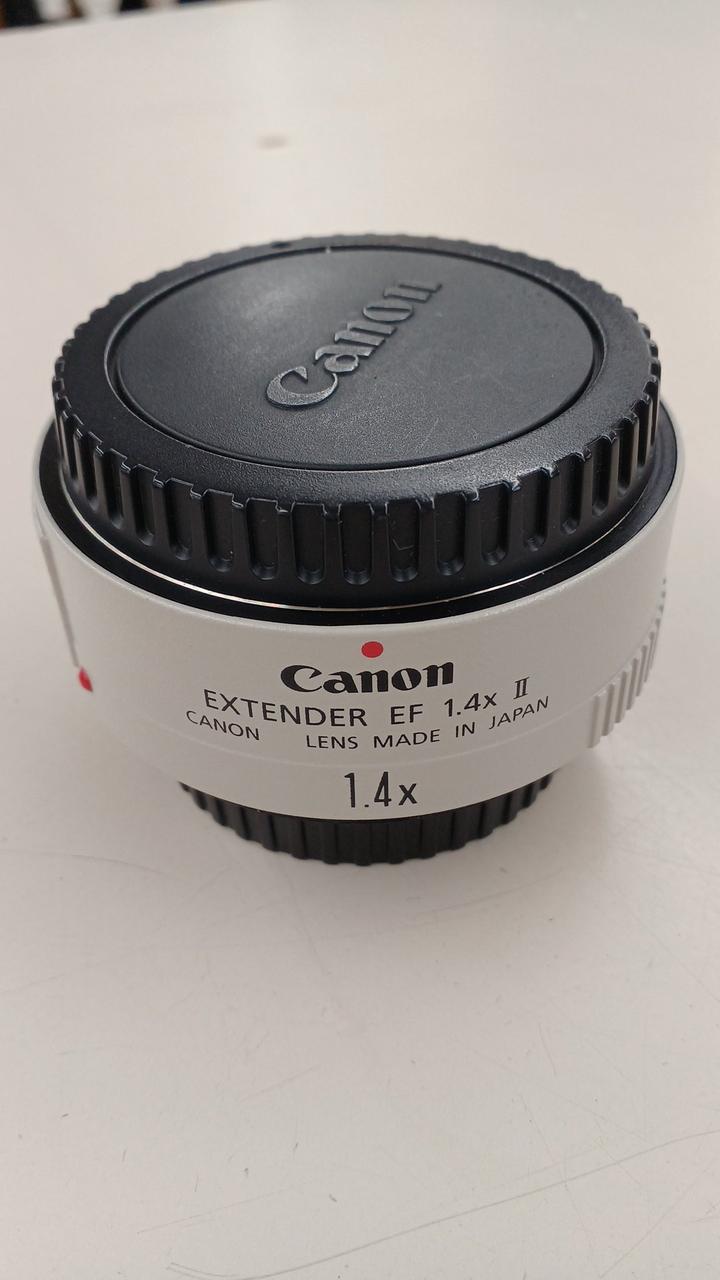 Canon
Canon
EXTENDER EF 1.4x II
CANON LENS MADE IN JAPAN
1.4x